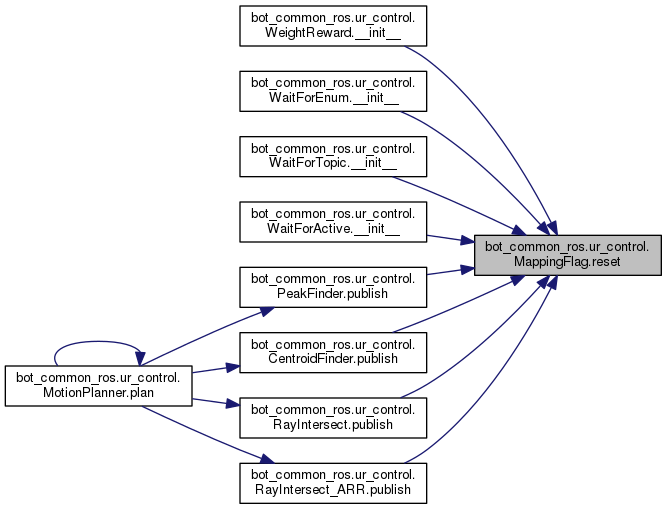 bot_common_ros.ur_control.
WeightReward.__init__
bot_common_ros.ur_control.
WaitForEnum.__init__
bot_common_ros.ur_control.
WaitForTopic.__init__
bot_common_ros.ur_control.
WaitForActive.__init__
bot_common_ros.ur_control.
MappingFlag.reset
bot_common_ros.ur_control.
PeakFinder.publish
bot_common_ros.ur_control.
CentroidFinder.publish
bot_common_ros.ur_control.
MotionPlanner.plan
bot_common_ros.ur_control.
RayIntersect.publish
bot_common_ros.ur_control.
RayIntersect_ARR.publish